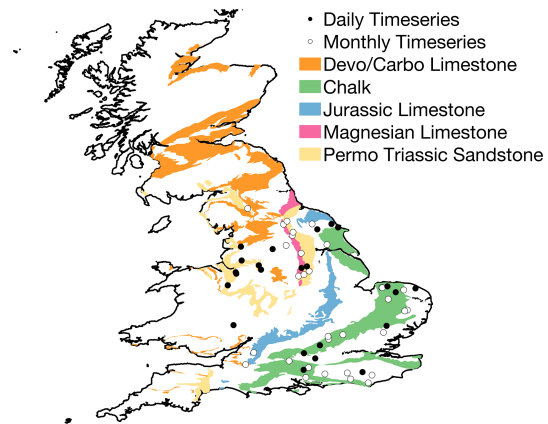 Daily Timeseries
Monthly Timeseries
Devo/Carbo Limestone
Chalk
Jurassic Limestone
Magnesian Limestone
Permo Triassic Sandstone